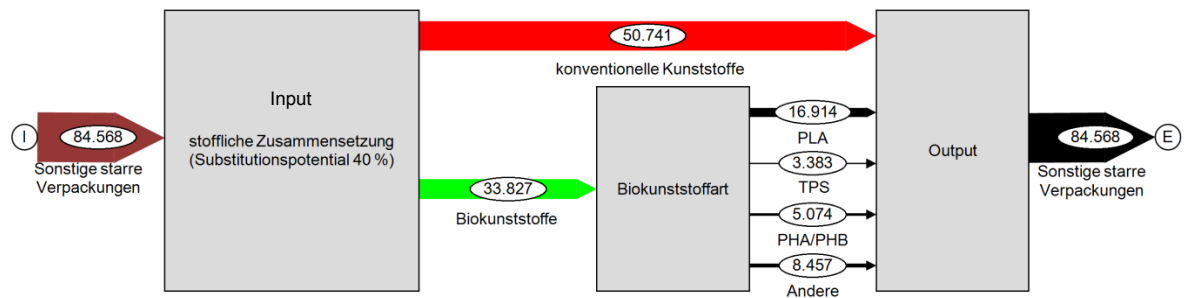 I
84.568
Sonstige starre
Verpackungen
Input
stoffliche Zusammensetzung
(Substitutionspotential 40 %)
50.741
konventionelle Kunststoffe
33.827
Biokunststoffe
Biokunststoffart
16.914
PLA
3.383
TPS
5.074
PHA/PHB
8.457
Andere
Output
84.568
Sonstige starre
Verpackungen
E